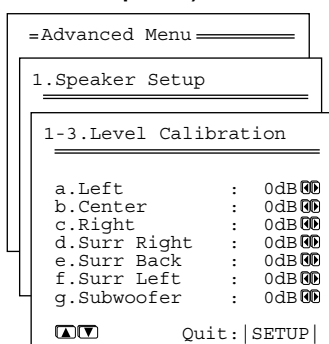 =Advanced Menu
1.Speaker Setup
1-3.Level Calibration
a.Left : 0dB
b.Center : 0dB
c.Right : 0dB
d.Surr Right : 0dB
e.Surr Back : 0dB
f.Surr Left : 0dB
g.Subwoofer : 0dB
Quit:|SETUP|